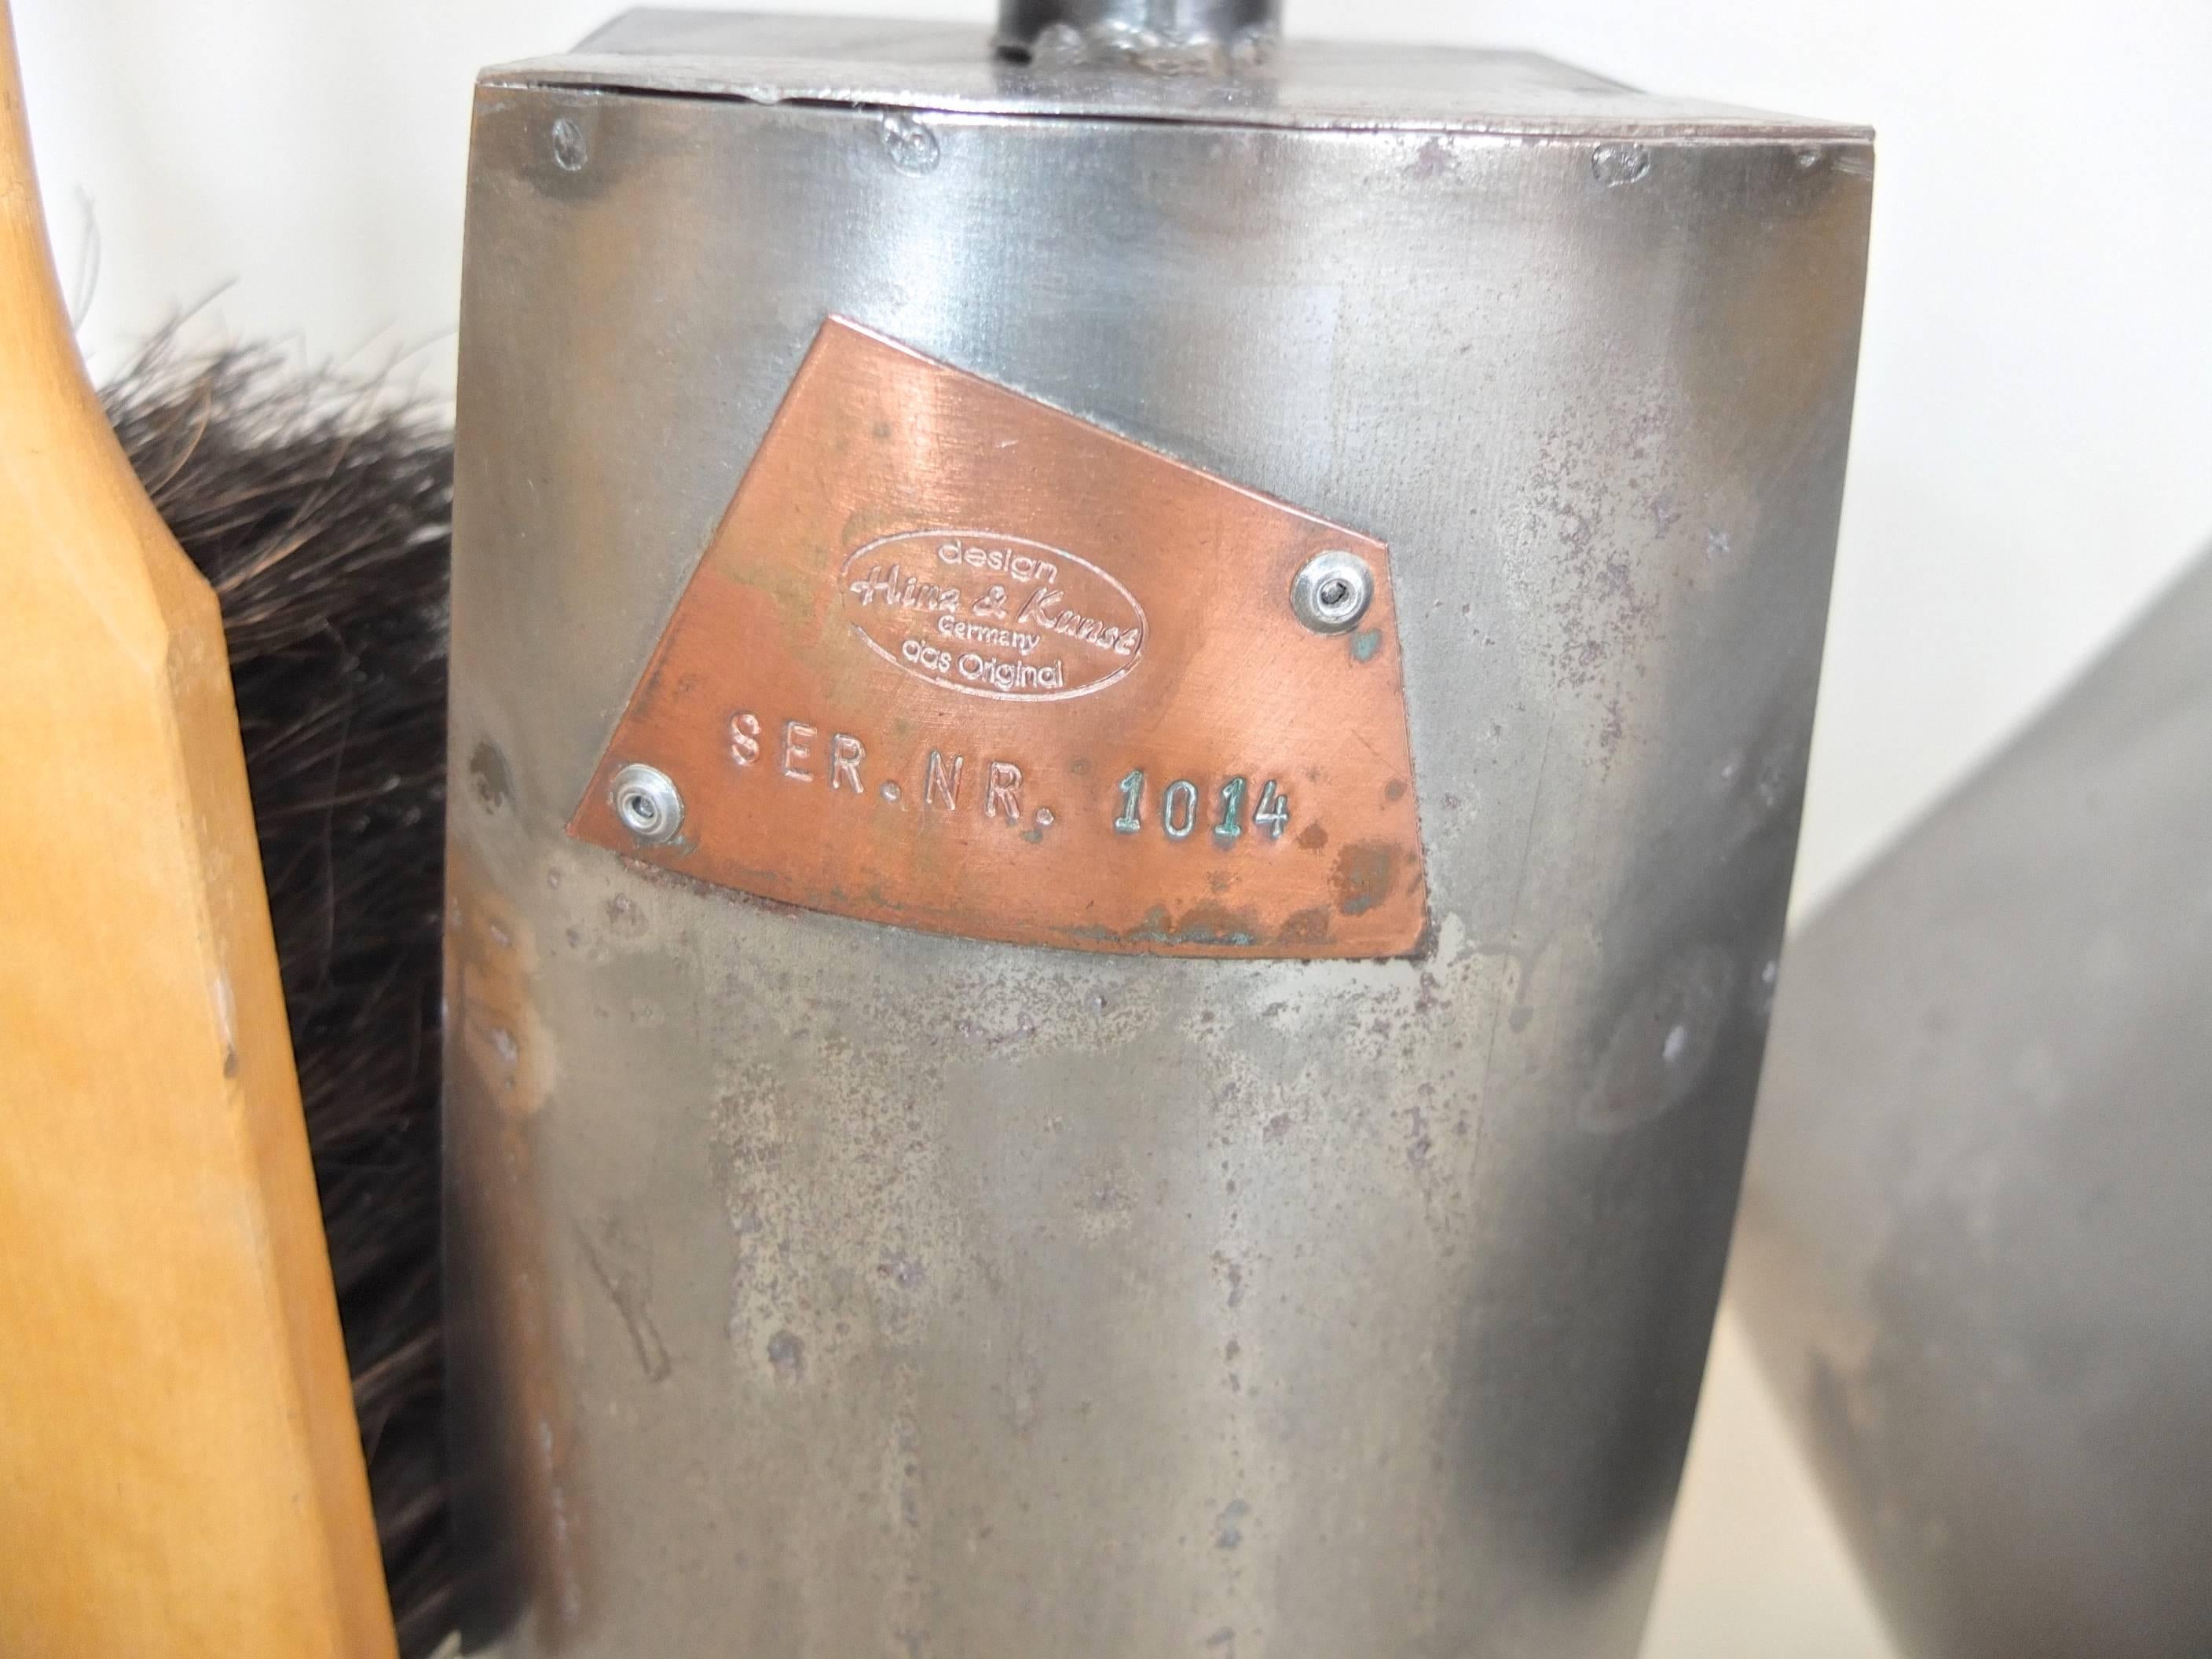 design
Hinz & Kunst
Germany
das Original
SER.NR. 1014